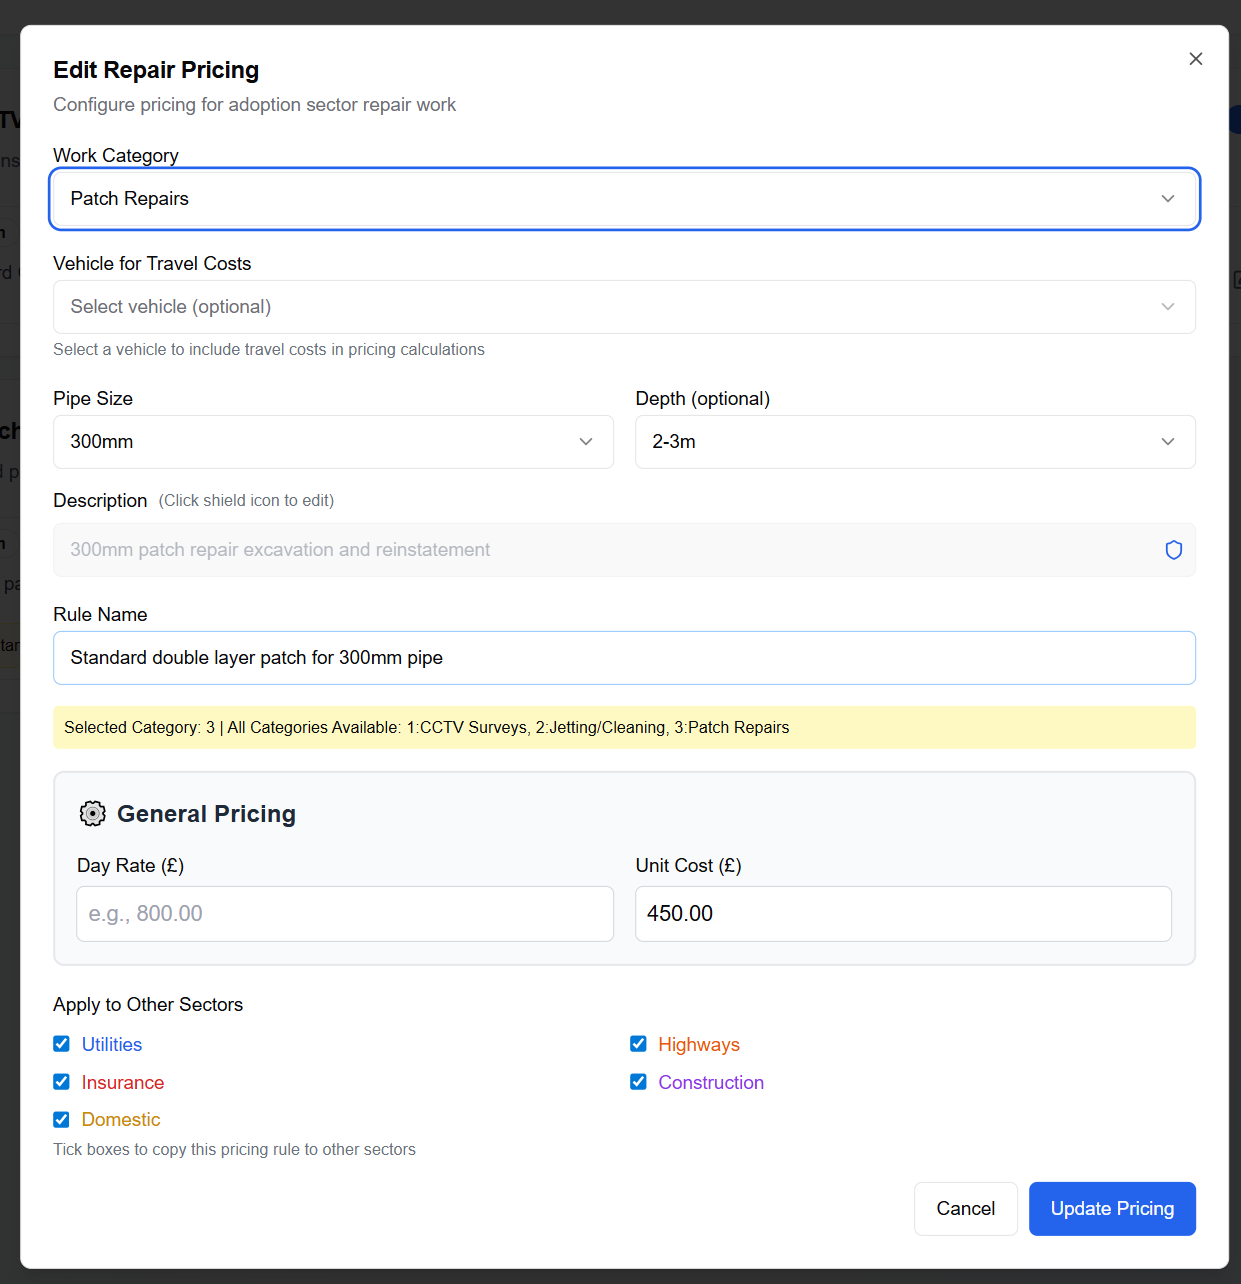 Edit Repair Pricing
Configure pricing for adoption sector repair work
Work Category
Patch Repairs
Vehicle for Travel Costs
Select vehicle (optional)
Select a vehicle to include travel costs in pricing calculations
Pipe Size
Depth (optional)
300mm
2-3m
Description (Click shield icon to edit)
300mm patch repair excavation and reinstatement
Rule Name
Standard double layer patch for 300mm pipe
Selected Category: 3 | All Categories Available: 1:CCTV Surveys, 2:Jetting/Cleaning, 3:Patch Repairs
General Pricing
Day Rate (£)
Unit Cost (£)
e.g., 800.00
450.00
Apply to Other Sectors
Utilities
Highways
Insurance
Construction
Domestic
Tick boxes to copy this pricing rule to other sectors
Cancel
Update Pricing